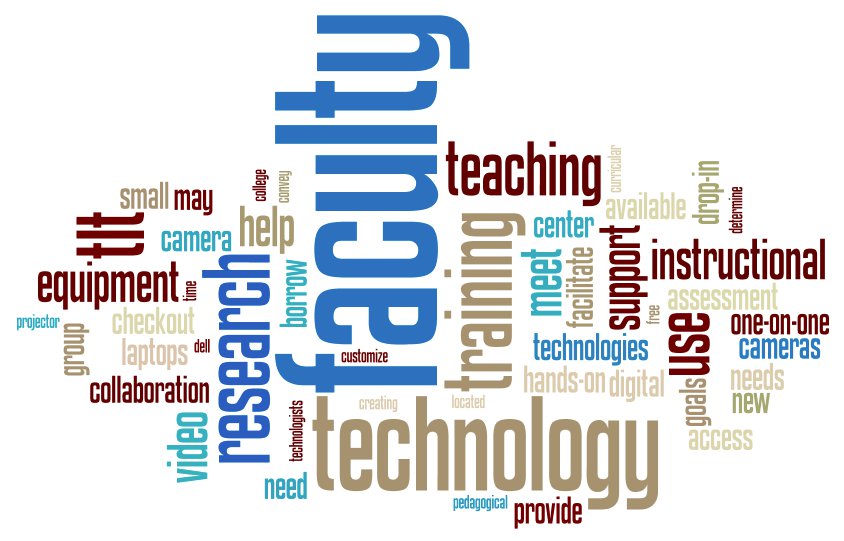 faculty
teaching
curricular
drop-in
college
convey
small
may
available
determine
tlt
help
training
center
camera
meet
facilitate
support
instructional
equipment
time
research
borrow
assessment
free
projector
checkout
use
one-on-one
group
laptops
dell
customize
technologies
cameras
collaboration
hands-on
digital
goals
needs
new
video
technologists
creating
located
technology
access
need
pedagogical
provide